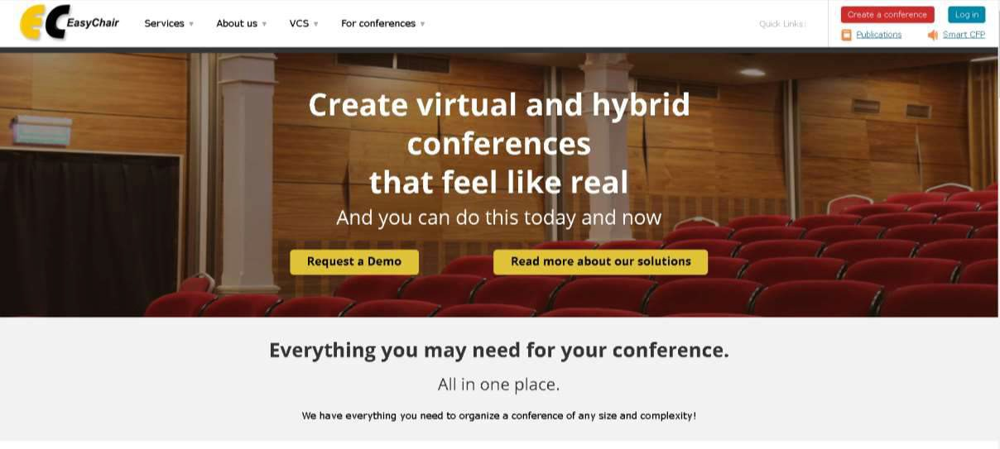 EC EasyChair
Services ▼ About us ▼ VCS ▼ For conferences ▼
Quick Links:
Create a conference Log in
Publications Smart CFP
Create virtual and hybrid
conferences
that feel like real
And you can do this today and now
Request a Demo Read more about our solutions
Everything you may need for your conference.
All in one place.
We have everything you need to organize a conference of any size and complexity!